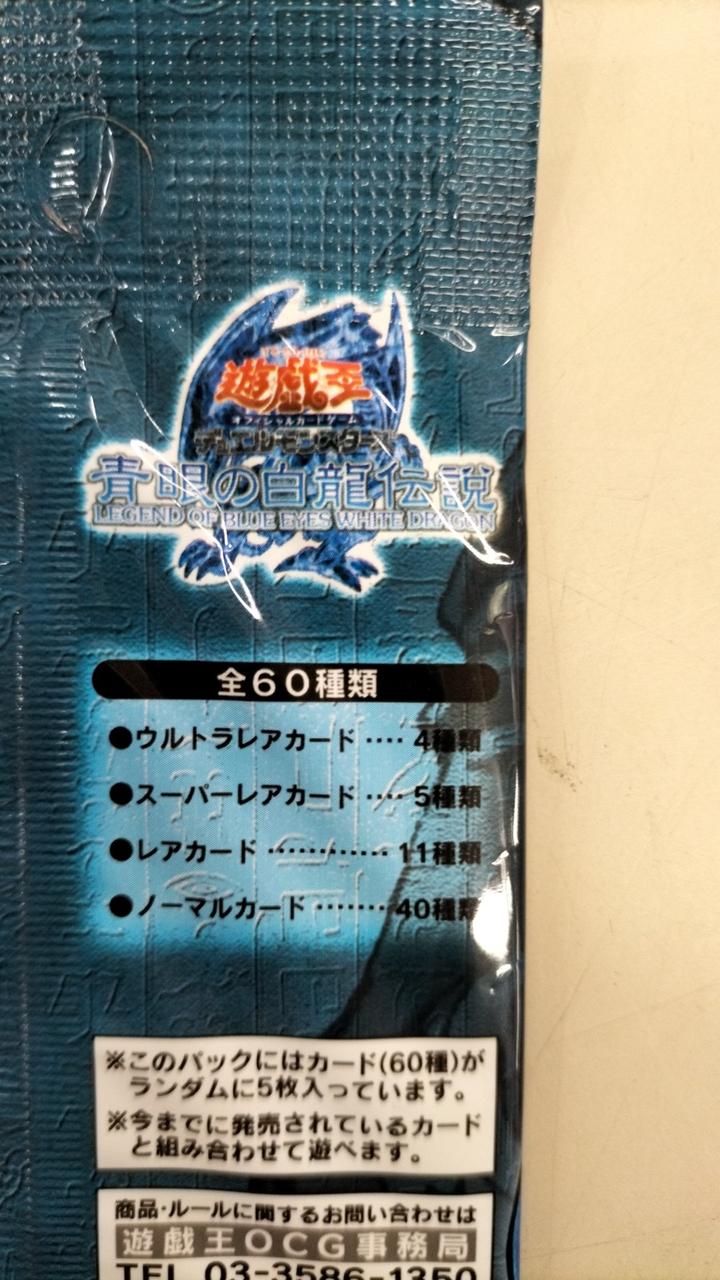 遊戯王
オフィシャルカードゲーム
デュエルモンスターズ
青眼の白龍伝説
LEGEND OF BLUE EYES WHITE DRAGON
全60種類
●ウルトラレアカード ‥‥ 4種類
●スーパーレアカード ‥‥ 5種類
●レアカード ‥‥‥‥‥‥ 11種類
●ノーマルカード ‥‥‥‥ 40種類
※このパックにはカード(60種)が
ランダムに5枚入っています。
※今までに発売されているカード
と組み合わせて遊べます。
商品・ルールに関するお問い合わせは
遊戯王OCG事務局
TEL 03-3586-1350